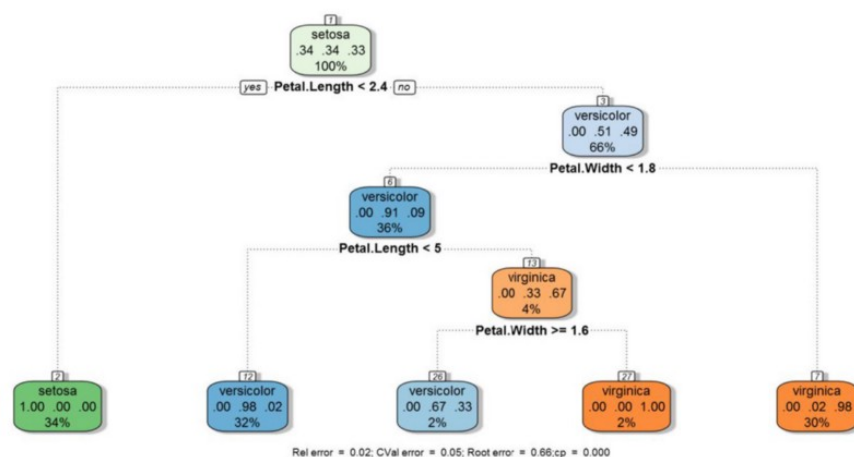 1
setosa
.34 .34 .33
100%
yes Petal.Length < 2.4 no
3
versicolor
.00 .51 .49
66%
Petal.Width < 1.8
6
versicolor
.00 .91 .09
36%
Petal.Length < 5
13
virginica
.00 .33 .67
4%
Petal.Width >= 1.6
2
setosa
1.00 .00 .00
34%
12
versicolor
.00 .98 .02
32%
26
versicolor
.00 .67 .33
2%
27
virginica
.00 .00 1.00
2%
7
virginica
.00 .02 .98
30%
Rel error = 0.02; CVal error = 0.05; Root error = 0.66;cp = 0.000